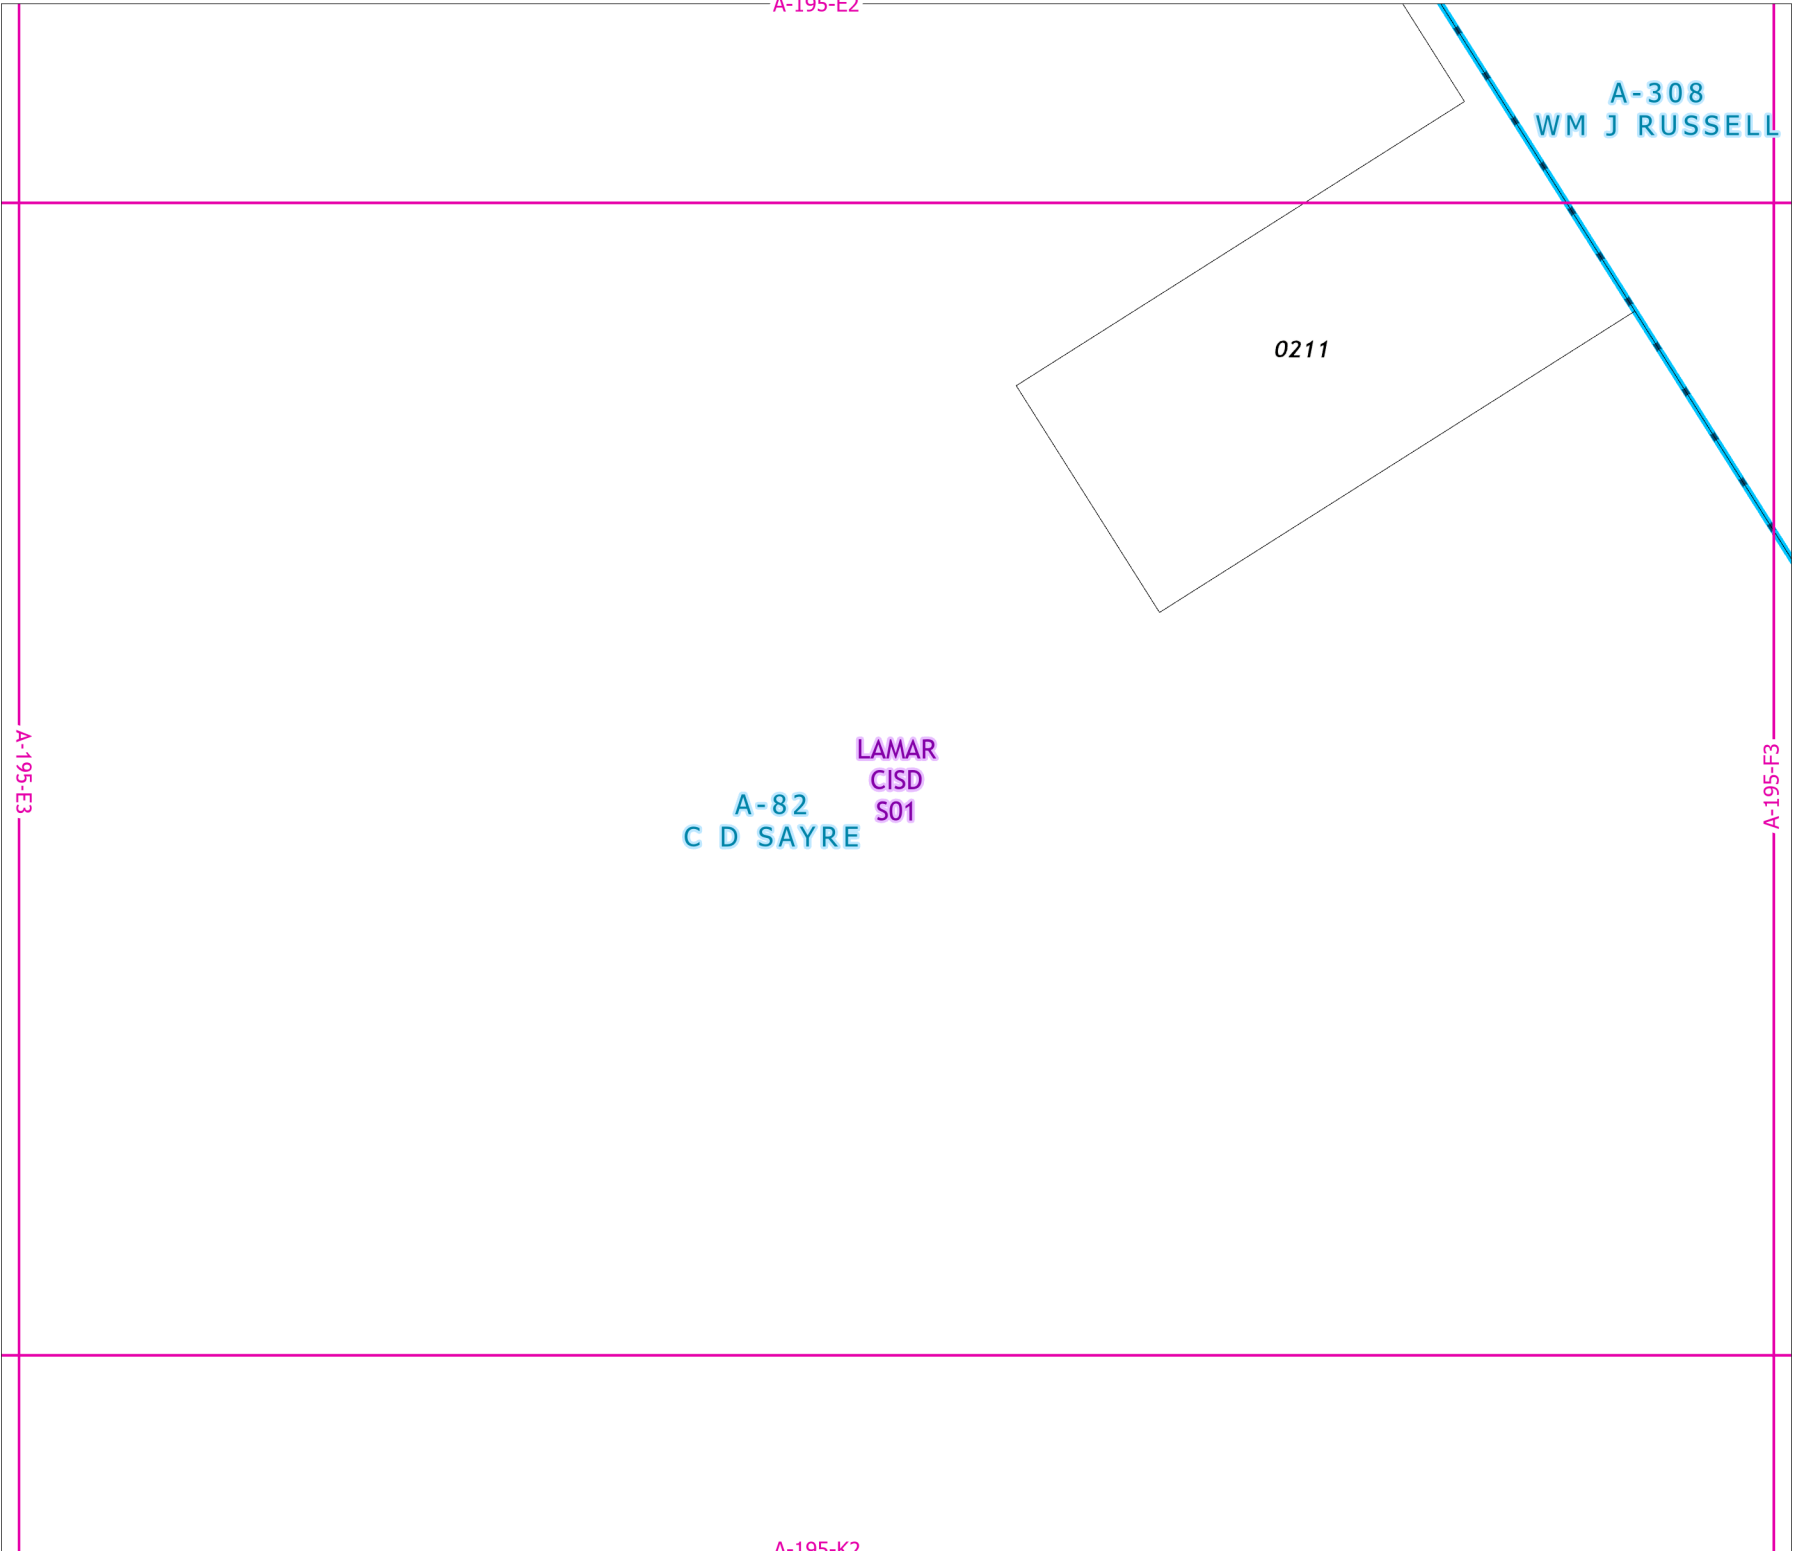 A-195-E2
A-308
WM J RUSSELL
0211
A-195-E3
LAMAR
CISD
S01
A-82
C D SAYRE
A-195-F3
A-195-K2